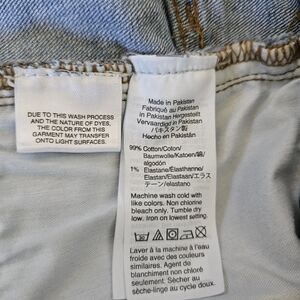 DUE TO THIS WASH PROCESS
AND THE NATURE OF DYES,
THE COLOR FROM THIS
GARMENT MAY TRANSFER
ONTO LIGHT SURFACES.
Made in Pakistan
Fabriqué au Pakistan
In Pakistan Hergestellt
Vervaardigd in Pakistan
パキスタン製
Hecho en Pakistán
99% Cotton/Coton/
Baumwolle/Katoen/綿/
algodón
1% Elastane/Elasthanne/
Elastan/Elastaan/エラス
テーン/elastano
Machine wash cold with
like colors. Non chlorine
bleach only. Tumble dry
low. Iron on lowest setting.
Laver à la machine à l'eau
froide avec des couleurs
similaires. Agent de
blanchiment non chloré
seulement. Sécher au
sèche-linge au cycle doux.